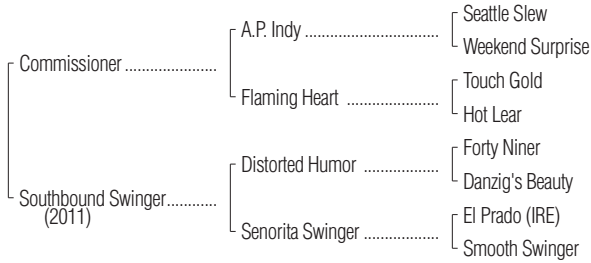 Seattle Slew
A.P. Indy ..............................
Weekend Surprise
Commissioner .....................
Touch Gold
Flaming Heart .....................
Hot Lear
Forty Niner
Distorted Humor .................
Danzig's Beauty
Southbound Swinger...........
(2011)
El Prado (IRE)
Senorita Swinger .................
Smooth Swinger